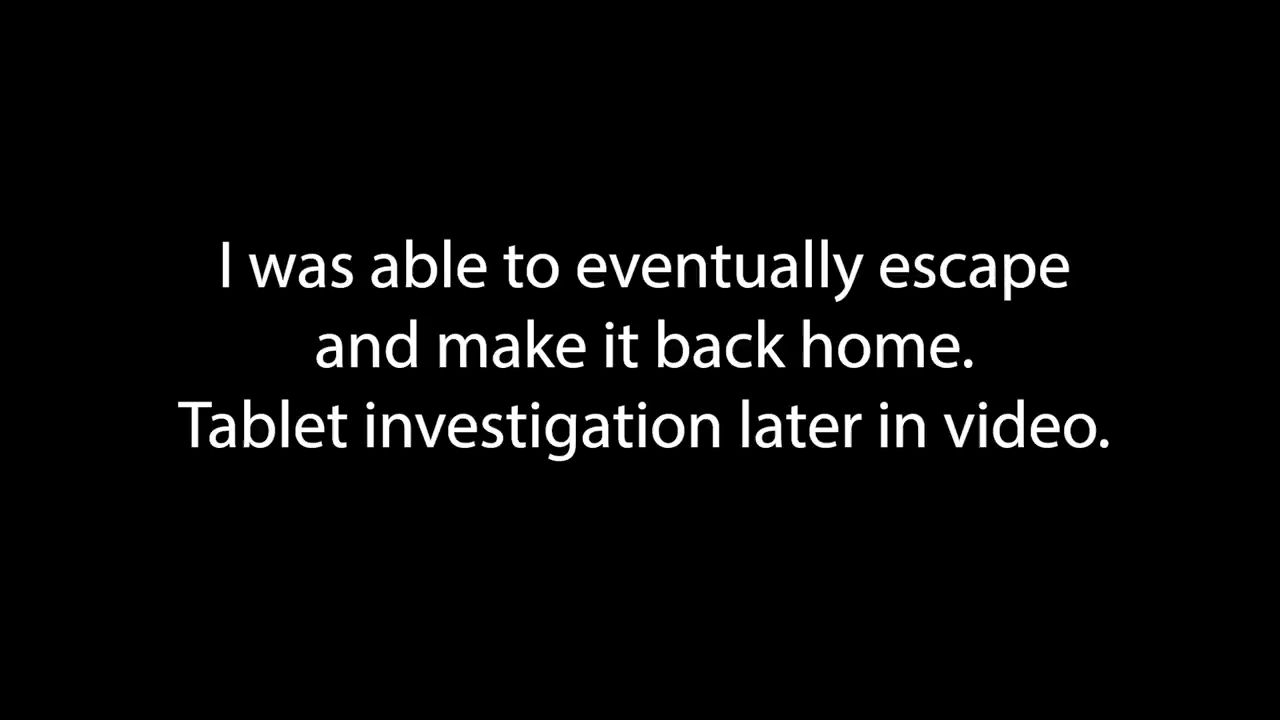 I was able to eventually escape
and make it back home.
Tablet investigation later in video.